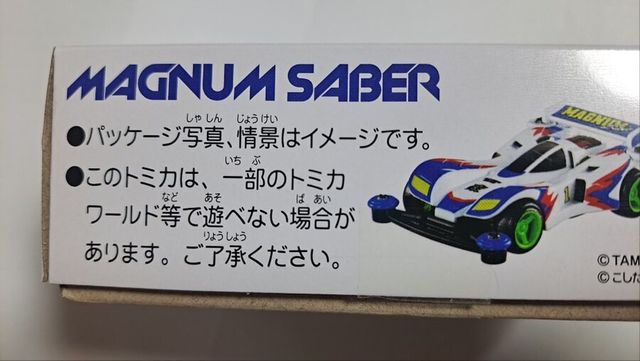 MAGNUM SABER
●パッケージ写真、情景はイメージです。
●このトミカは、一部のトミカ
ワールド等で遊べない場合が
あります。ご了承ください。
MAGNUM
©TAM
©こした